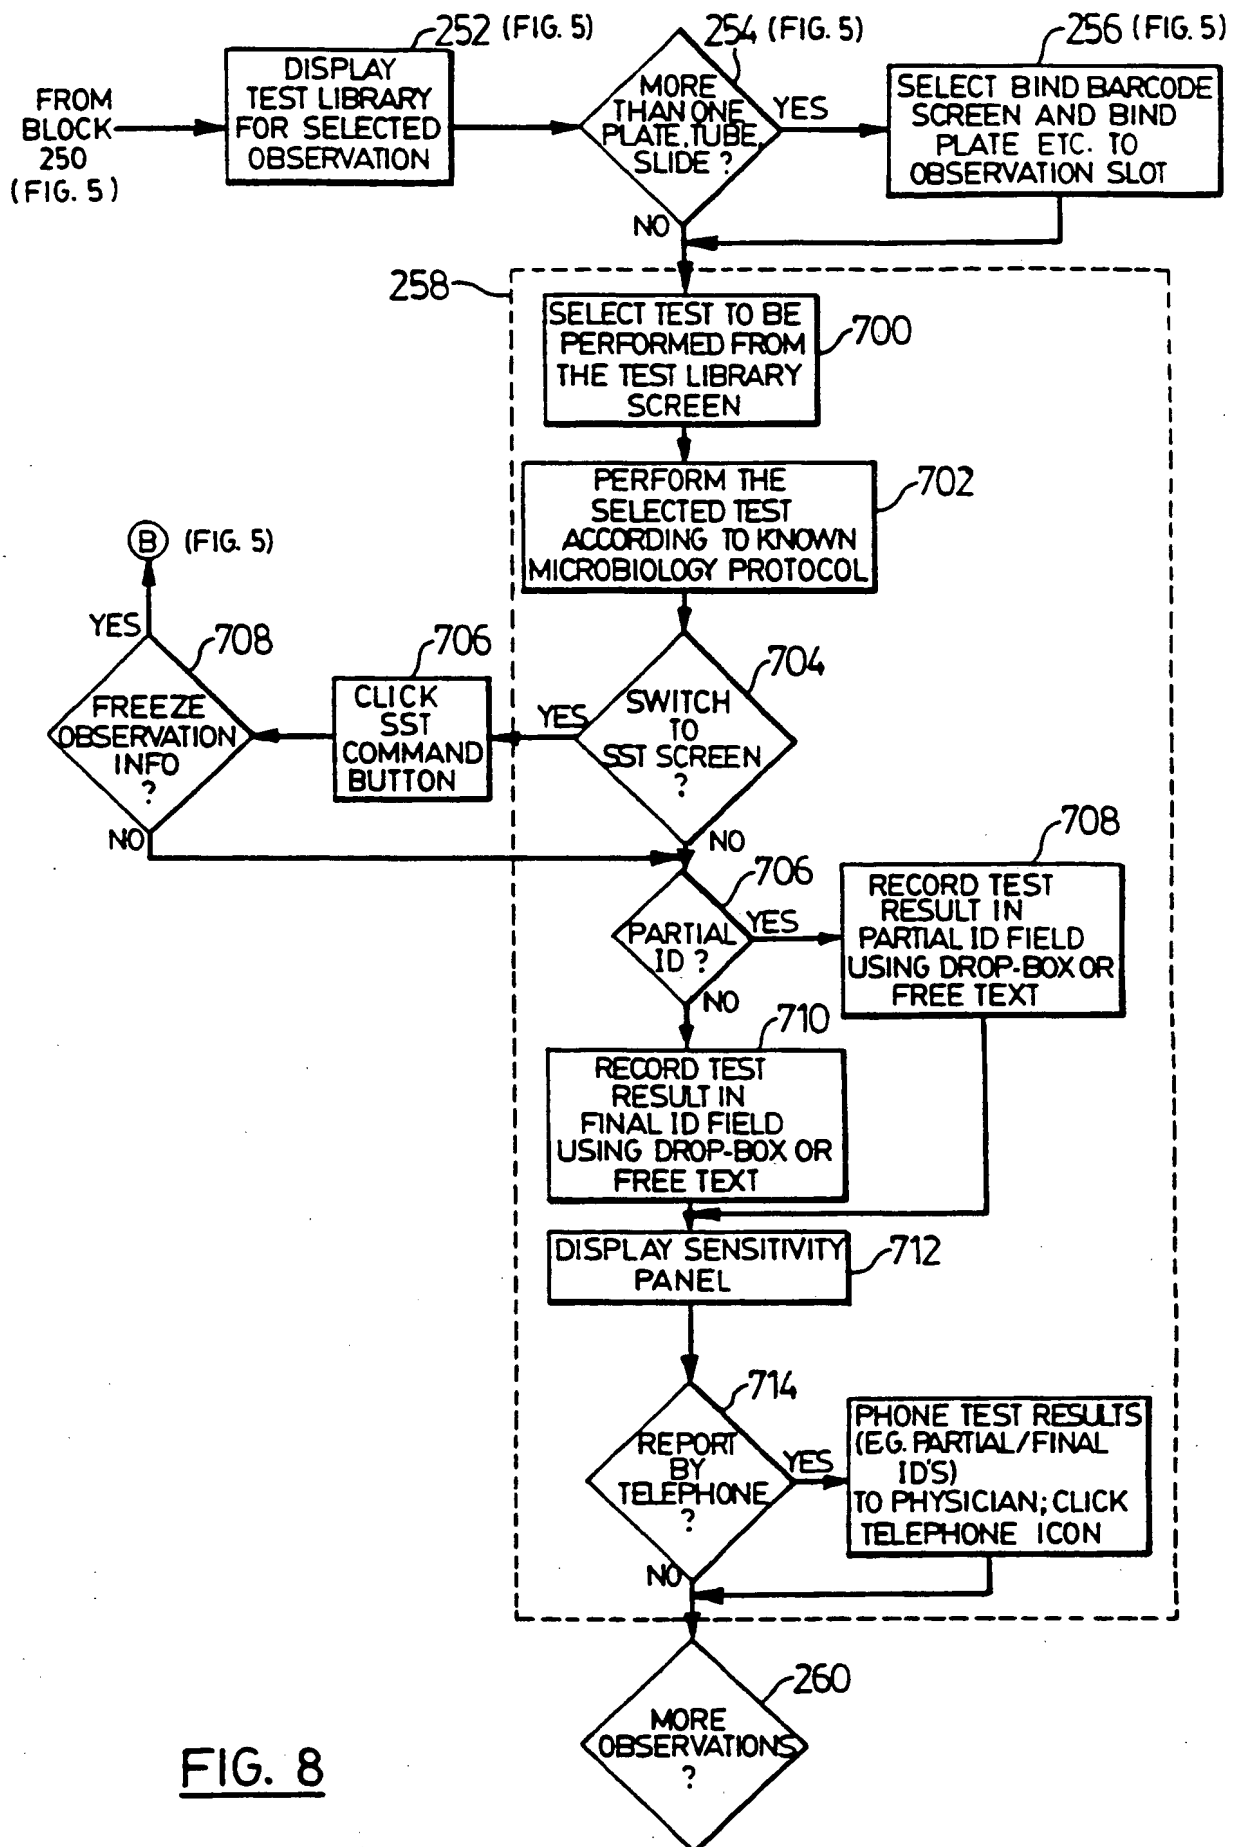 252 (FIG. 5)
254 (FIG. 5)
256 (FIG. 5)
FROM
BLOCK
250
(FIG. 5)
DISPLAY
TEST LIBRARY
FOR SELECTED
OBSERVATION
MORE
THAN ONE
PLATE, TUBE,
SLIDE ?
YES
NO
SELECT BIND BARCODE
SCREEN AND BIND
PLATE ETC. TO
OBSERVATION SLOT
258
SELECT TEST TO BE
PERFORMED FROM
THE TEST LIBRARY
SCREEN
700
PERFORM THE
SELECTED TEST
ACCORDING TO KNOWN
MICROBIOLOGY PROTOCOL
702
B (FIG. 5)
YES
708
FREEZE
OBSERVATION
INFO
?
NO
706
CLICK
SST
COMMAND
BUTTON
YES
704
SWITCH
TO
SST SCREEN
?
NO
706
PARTIAL
ID ?
YES
NO
708
RECORD TEST
RESULT IN
PARTIAL ID FIELD
USING DROP-BOX OR
FREE TEXT
710
RECORD TEST
RESULT IN
FINAL ID FIELD
USING DROP-BOX OR
FREE TEXT
DISPLAY SENSITIVITY
PANEL
712
714
REPORT
BY
TELEPHONE
?
YES
NO
PHONE TEST RESULTS
(EG. PARTIAL/FINAL
ID'S)
TO PHYSICIAN; CLICK
TELEPHONE ICON
260
MORE
OBSERVATIONS
?
FIG. 8